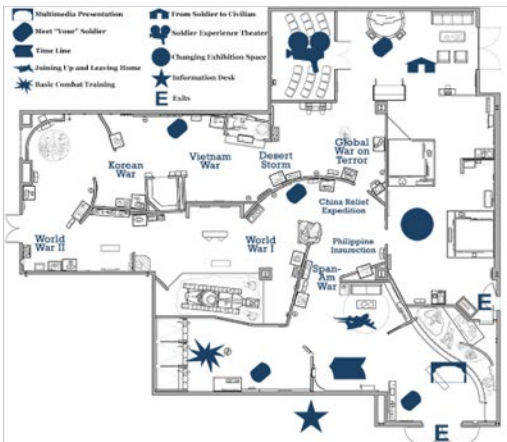 Multimedia Presentation
Meet "Your" Soldier
Time Line
Joining Up and Leaving Home
Basic Combat Training
From Soldier to Civilian
Soldier Experience Theater
Changing Exhibition Space
Information Desk
E Exits
Korean
War
Vietnam
War
Desert
Storm
Global
War on
Terror
China Relief
Expedition
World
War II
World
War I
Philippine
Insurection
Span-
Am
War
E
E